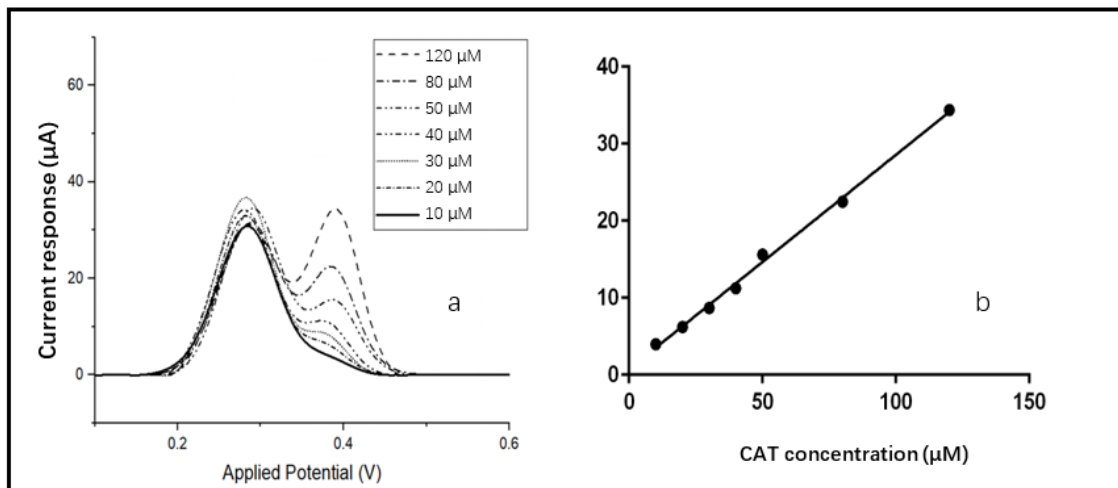 120 μM
80 μM
50 μM
40 μM
30 μM
20 μM
10 μM
60
40
20
0
0.2
0.4
0.6
Current response (μA)
Applied Potential (V)
a
40
30
20
10
0
0
50
100
150
b
CAT concentration (μM)